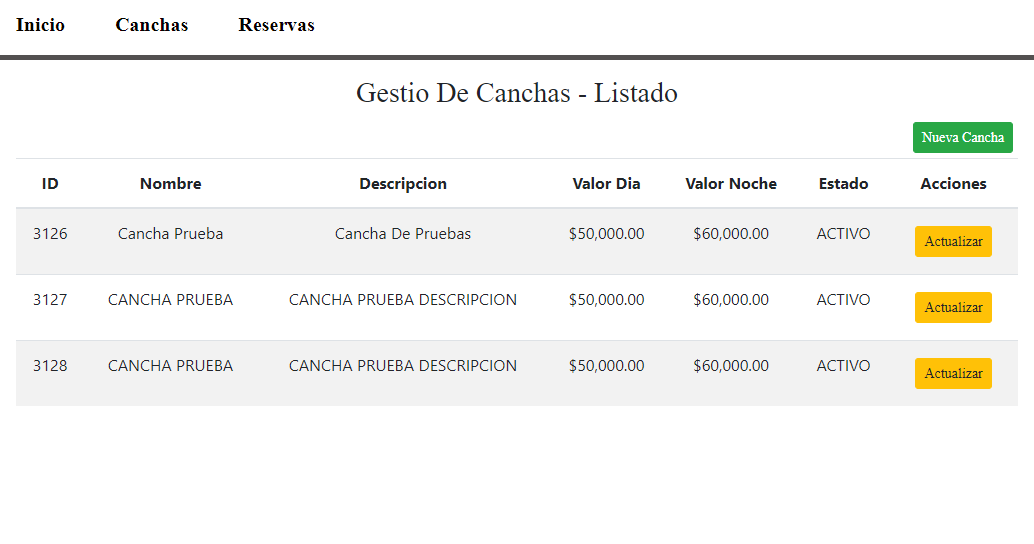 Inicio Canchas Reservas
Gestio De Canchas - Listado
Nueva Cancha
ID Nombre Descripcion Valor Dia Valor Noche Estado Acciones
3126 Cancha Prueba Cancha De Pruebas $50,000.00 $60,000.00 ACTIVO Actualizar
3127 CANCHA PRUEBA CANCHA PRUEBA DESCRIPCION $50,000.00 $60,000.00 ACTIVO Actualizar
3128 CANCHA PRUEBA CANCHA PRUEBA DESCRIPCION $50,000.00 $60,000.00 ACTIVO Actualizar